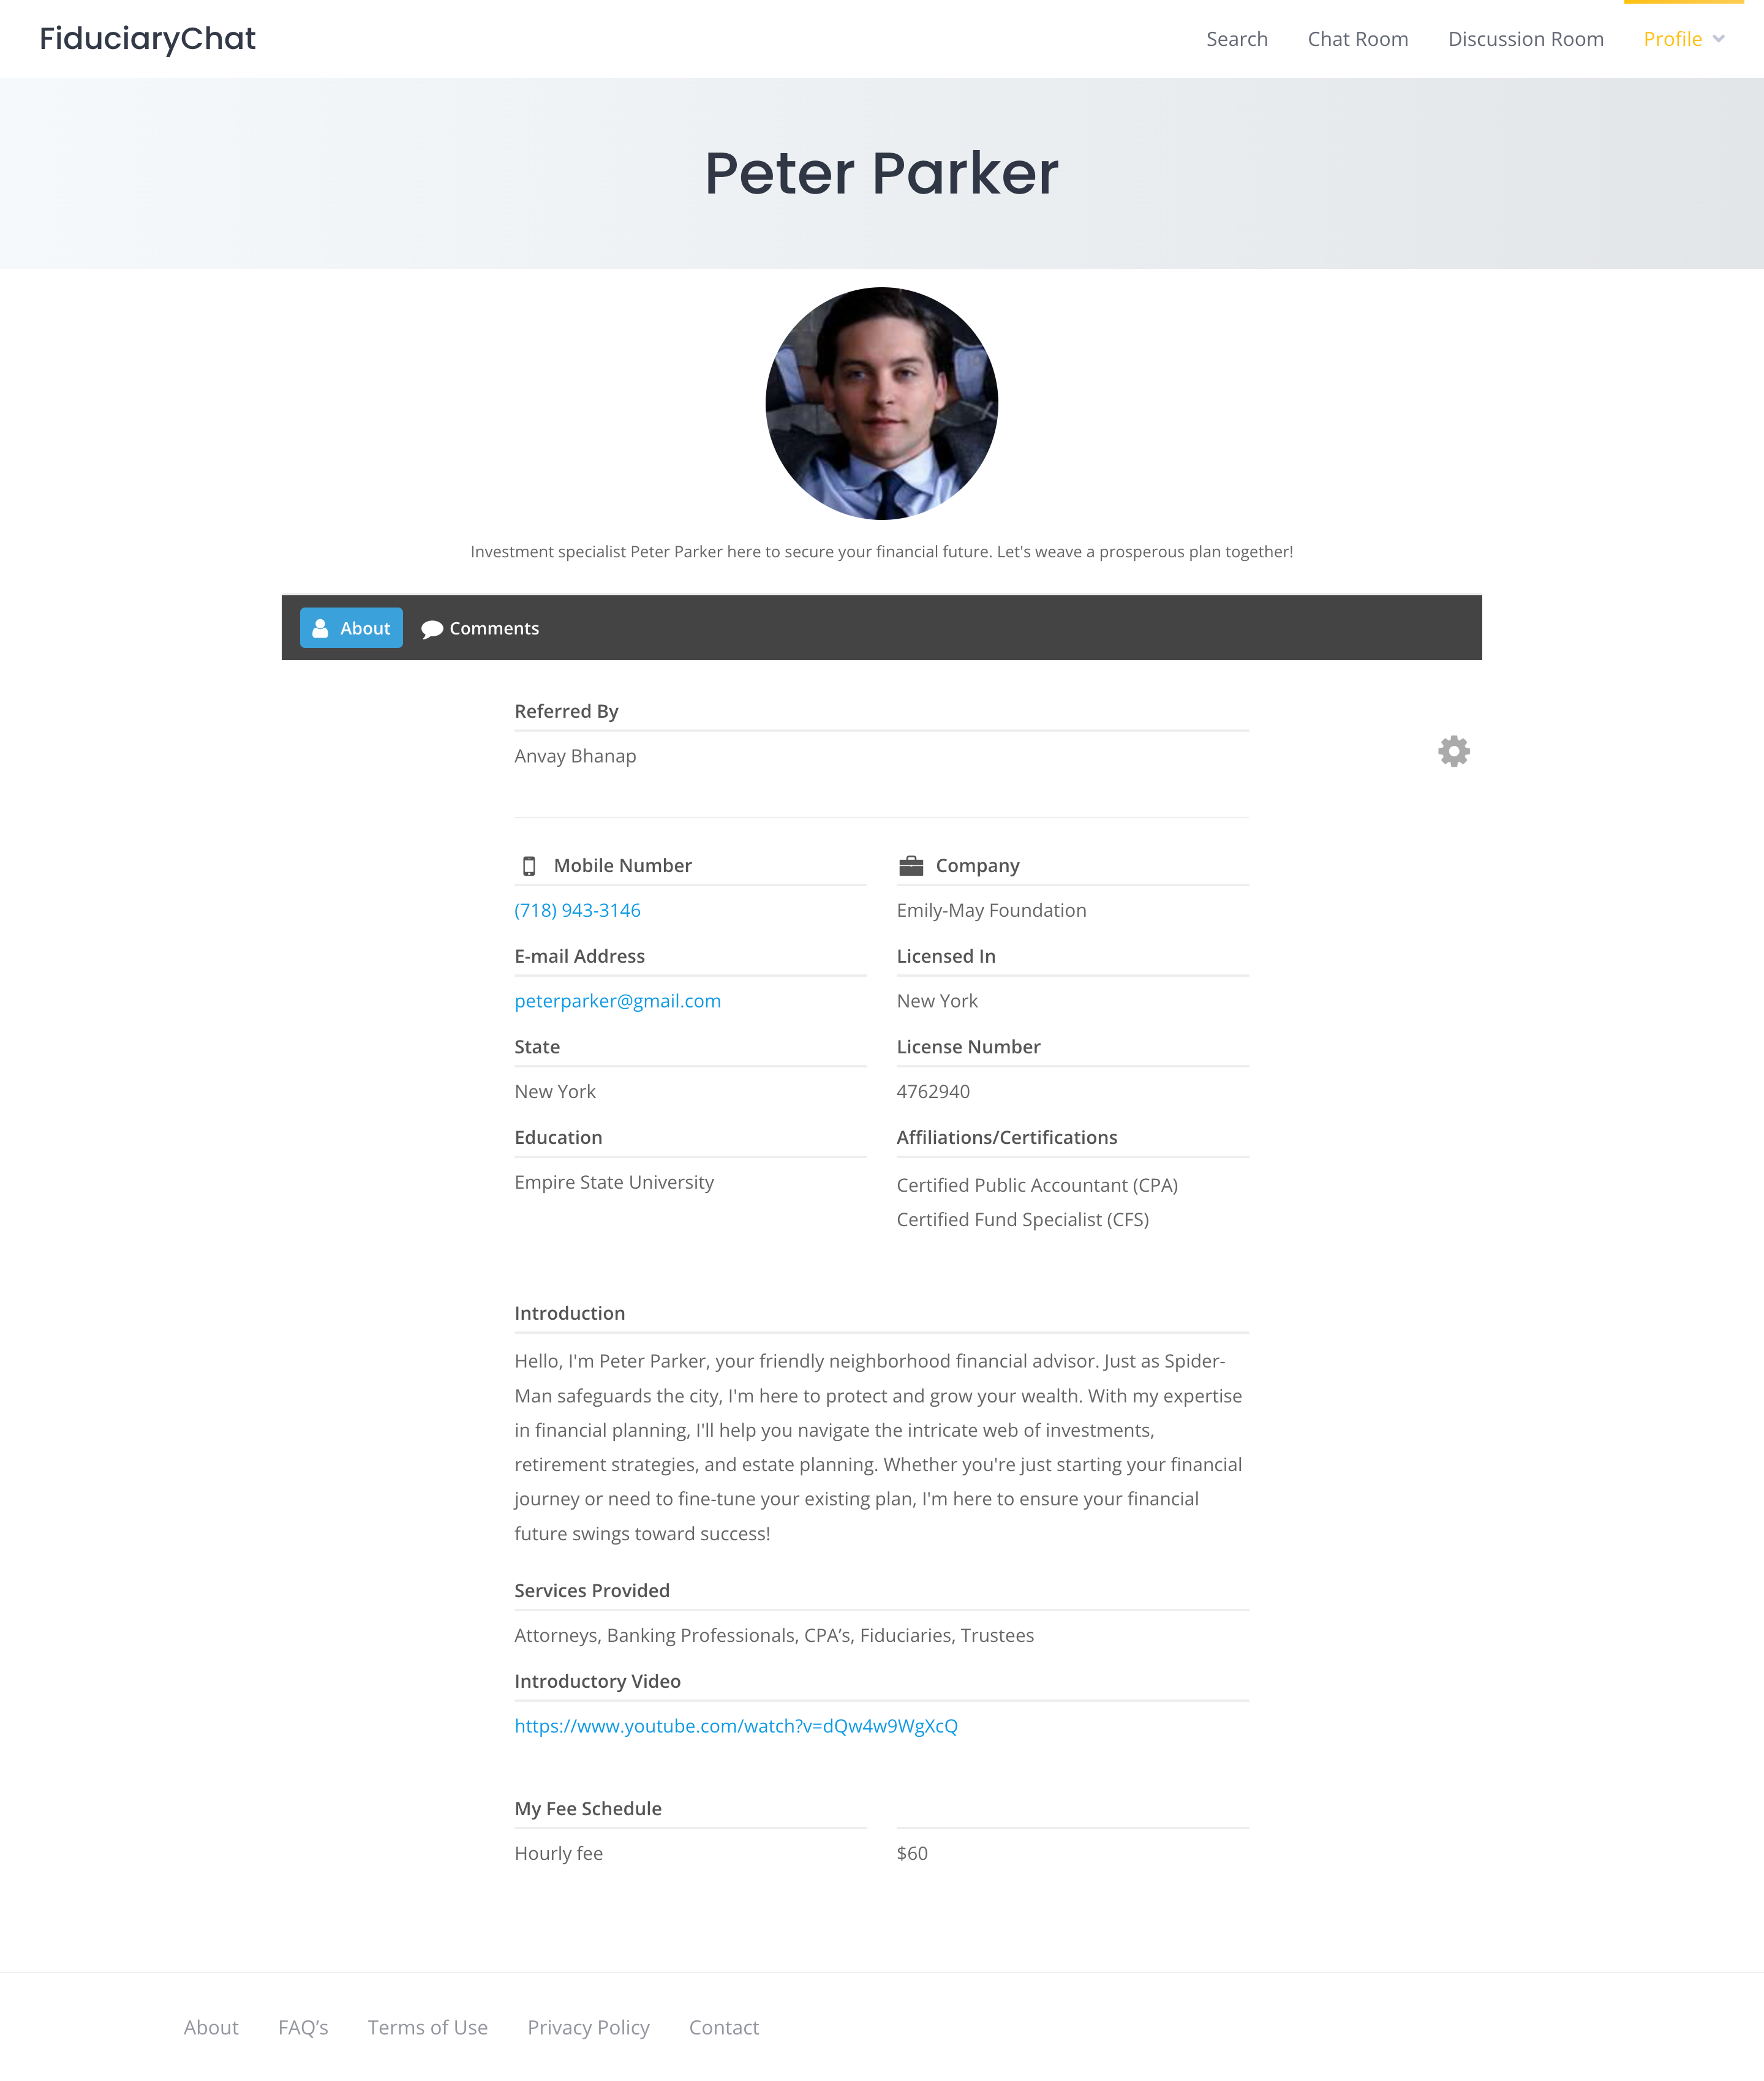 FiduciaryChat
Search Chat Room Discussion Room Profile
Peter Parker
Investment specialist Peter Parker here to secure your financial future. Let's weave a prosperous plan together!
About Comments
Referred By
Anvay Bhanap
Mobile Number
(718) 943-3146
E-mail Address
peterparker@gmail.com
State
New York
Education
Empire State University
Company
Emily-May Foundation
Licensed In
New York
License Number
4762940
Affiliations/Certifications
Certified Public Accountant (CPA)
Certified Fund Specialist (CFS)
Introduction
Hello, I'm Peter Parker, your friendly neighborhood financial advisor. Just as Spider-
Man safeguards the city, I'm here to protect and grow your wealth. With my expertise
in financial planning, I'll help you navigate the intricate web of investments,
retirement strategies, and estate planning. Whether you're just starting your financial
journey or need to fine-tune your existing plan, I'm here to ensure your financial
future swings toward success!
Services Provided
Attorneys, Banking Professionals, CPA’s, Fiduciaries, Trustees
Introductory Video
https://www.youtube.com/watch?v=dQw4w9WgXcQ
My Fee Schedule
Hourly fee $60
About FAQ’s Terms of Use Privacy Policy Contact